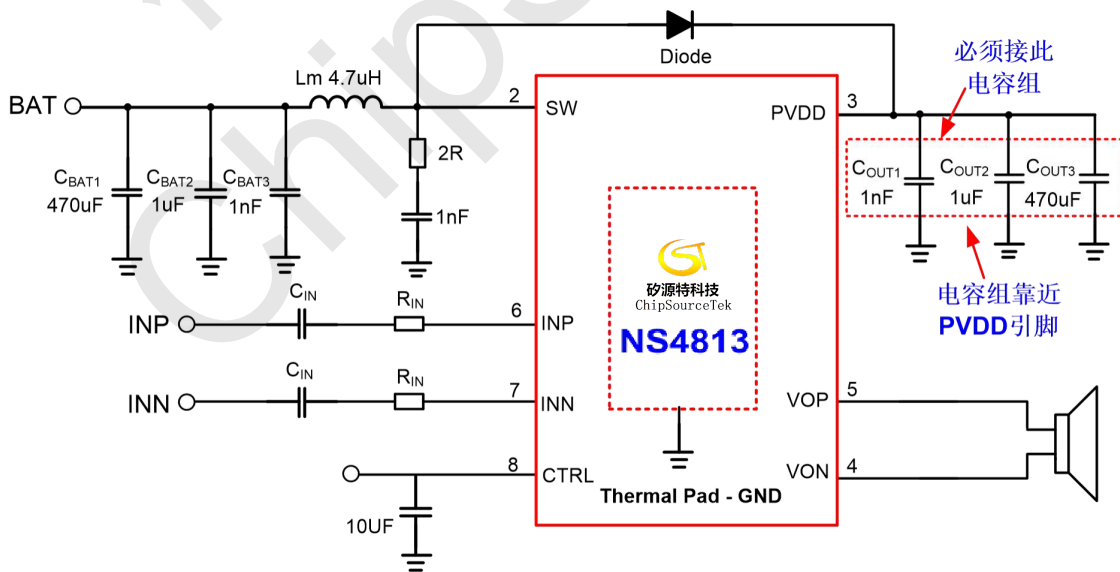 Diode
必须接此
电容组
Lm 4.7uH
BAT
2
SW
PVDD
3
2R
1nF
CBAT1
470uF
CBAT2
1uF
CBAT3
1nF
COUT1
1nF
COUT2
1uF
COUT3
470uF
矽源特科技
ChipSourceTek
NS4813
电容组靠近
PVDD引脚
INP
CIN
RIN
6
INP
INN
CIN
RIN
7
INN
VOP
5
8
CTRL
VON
4
10UF
Thermal Pad - GND